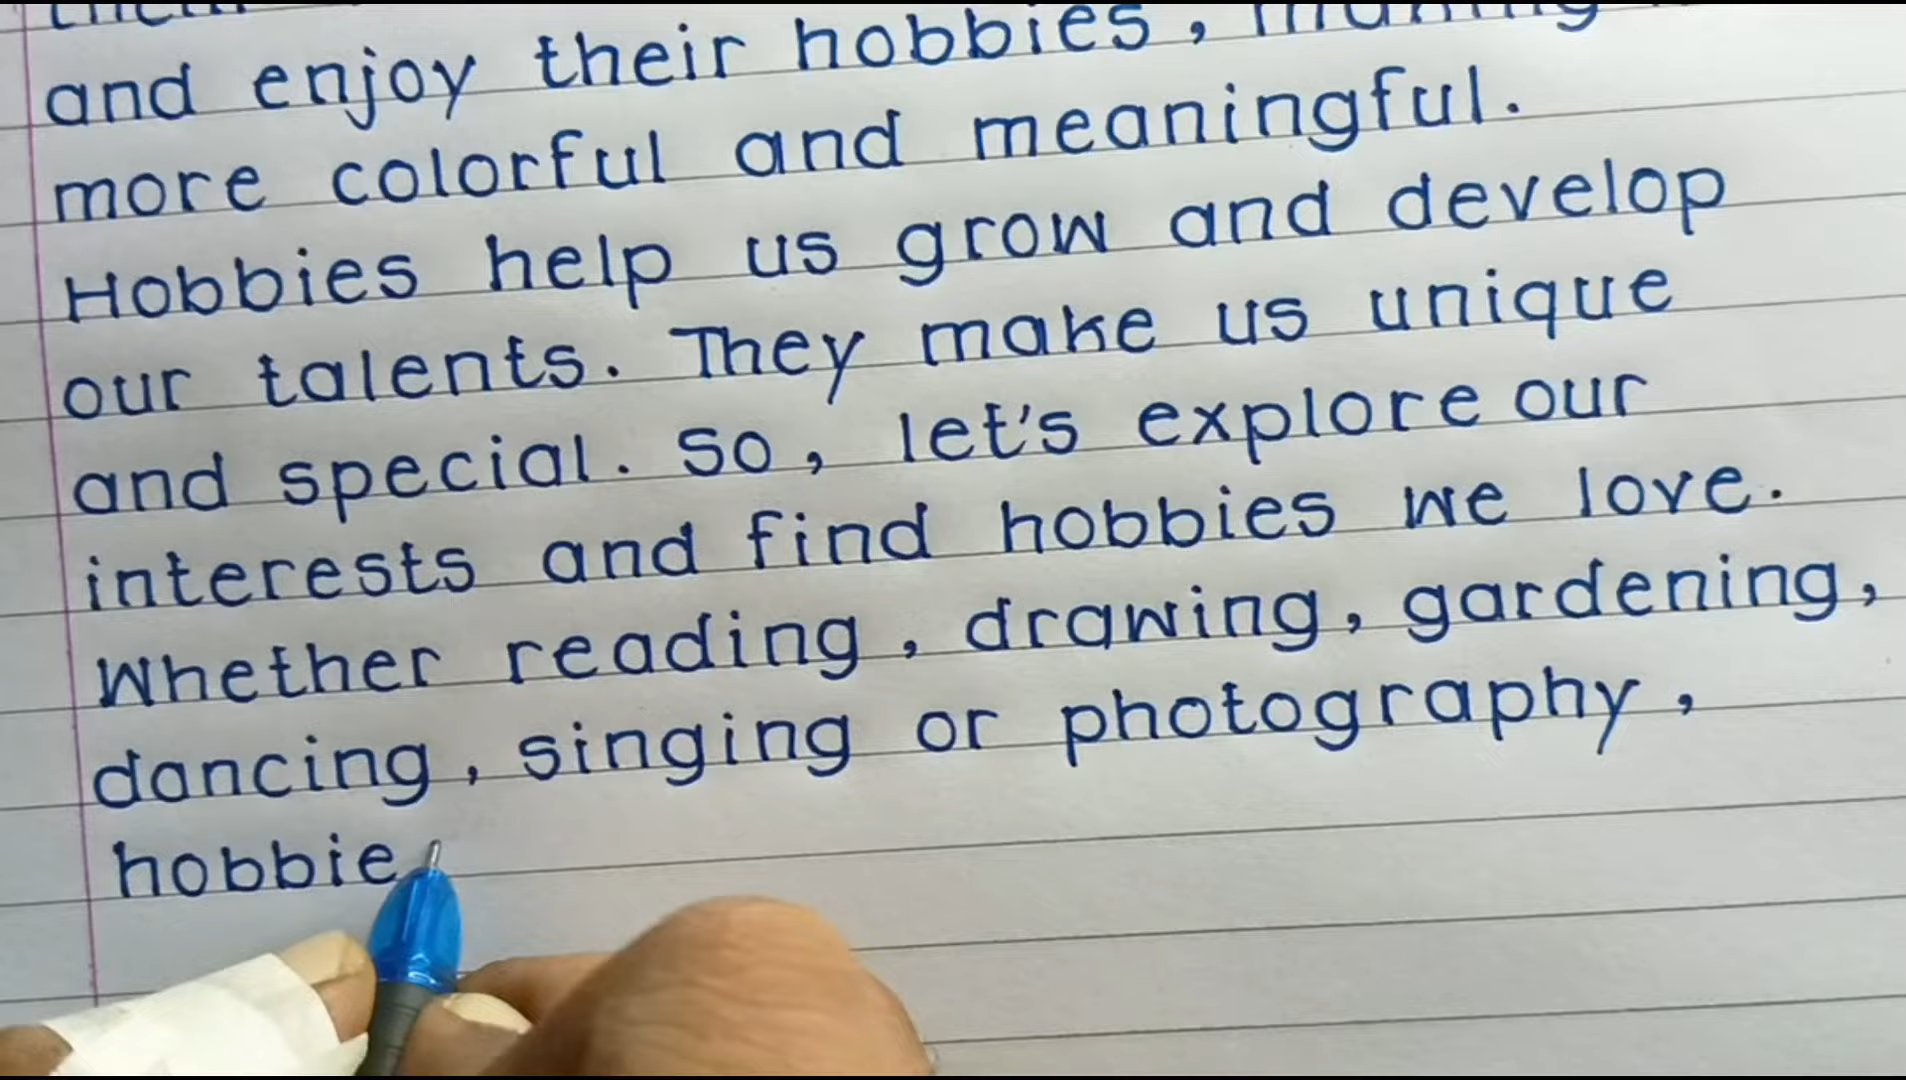 and enjoy their hobbies,
more colorful and meaningful.
Hobbies help us grow and develop
our talents. They make us unique
and special. So, let's explore our
interests and find hobbies we love.
Whether reading, drawing, gardening,
dancing, singing or photography,
hobbie